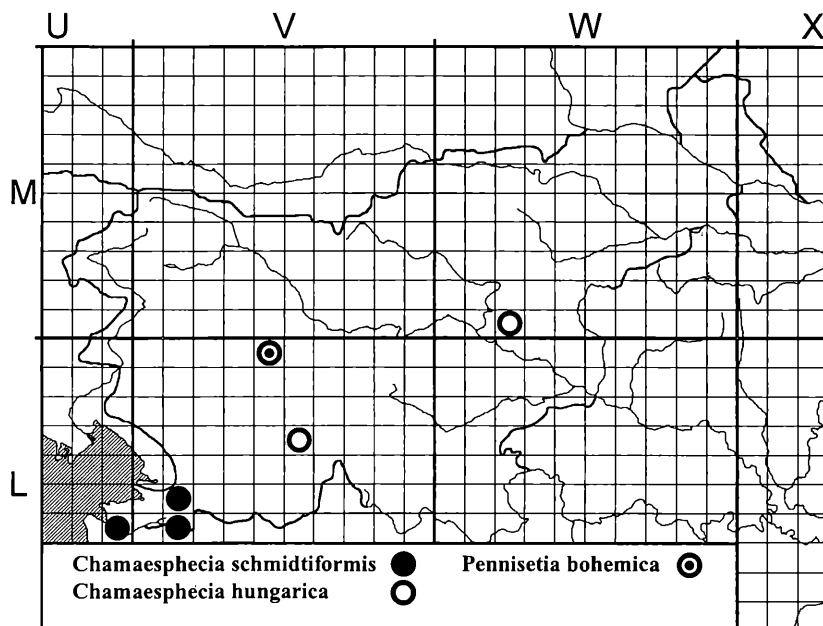 U V W X
M
L
Chamaesphecia schmidtiformis Pennisetia bohemica
Chamaesphecia hungarica